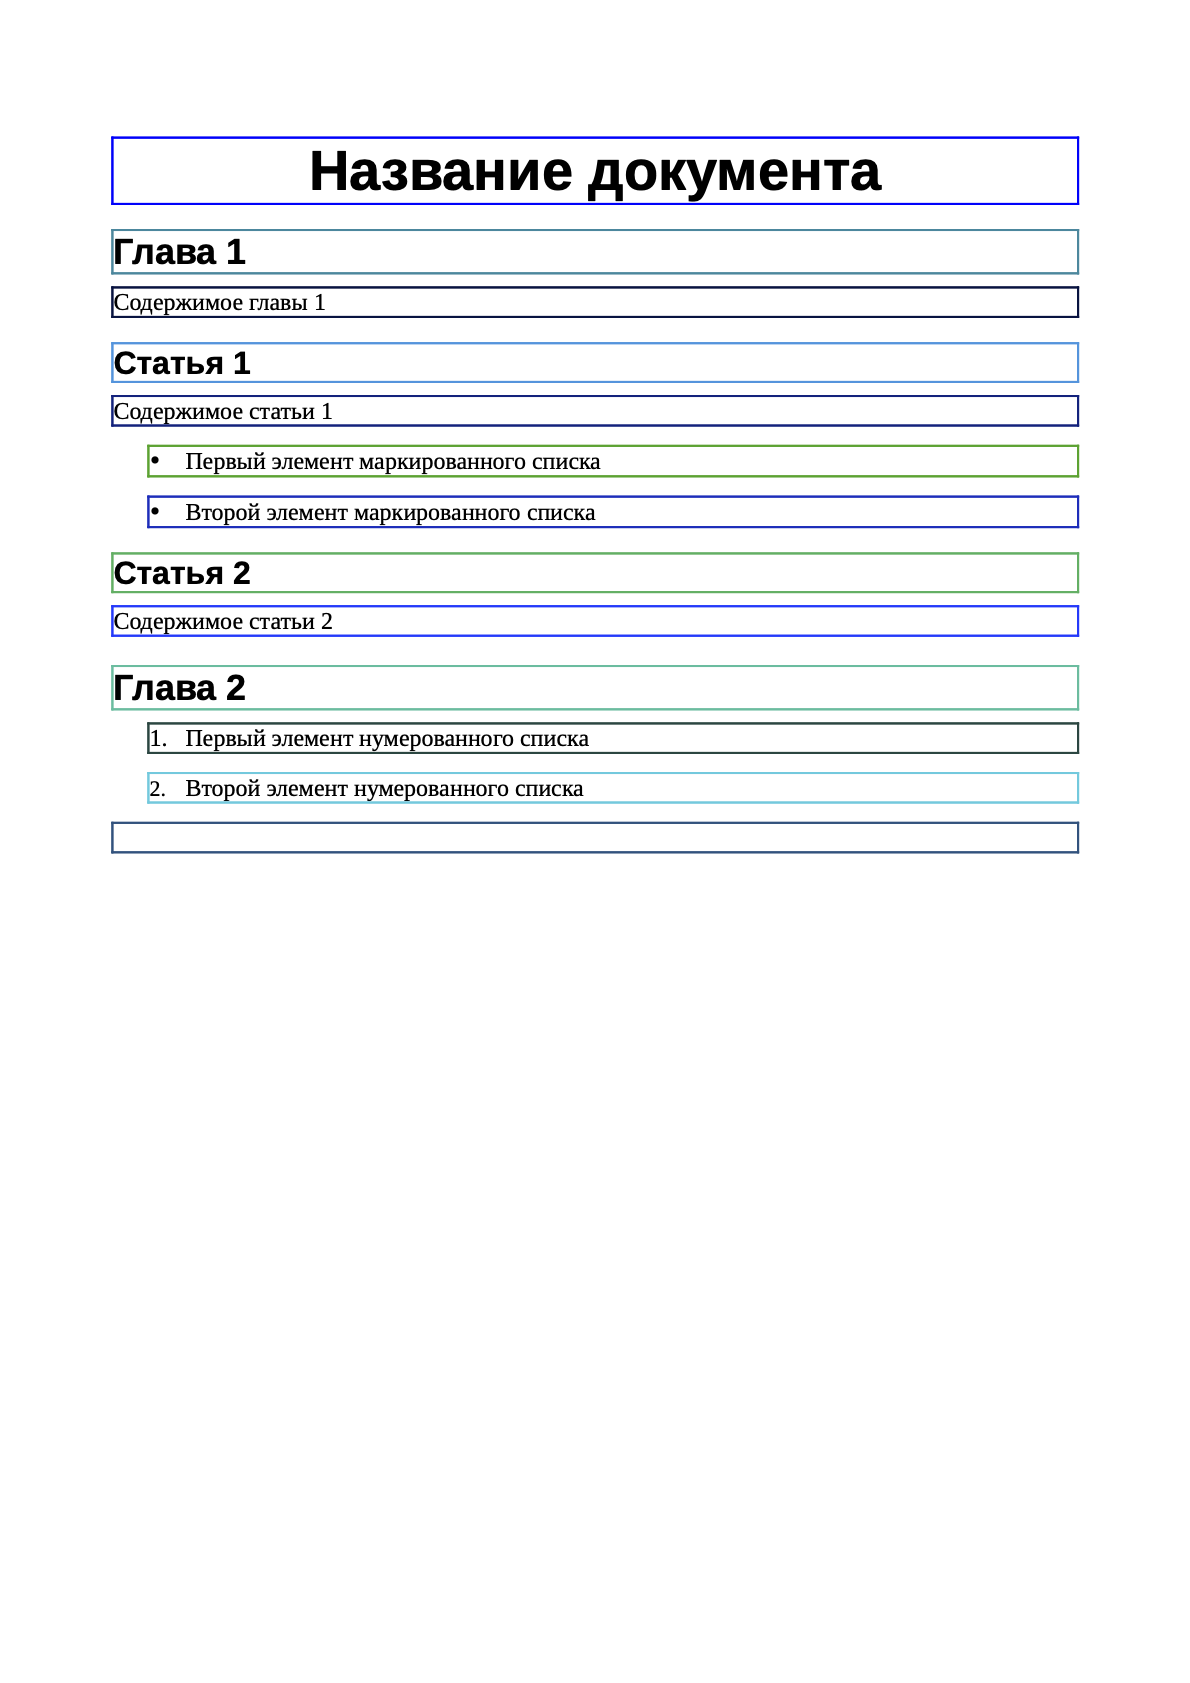 Название документа
Глава 1
Содержимое главы 1
Статья 1
Содержимое статьи 1
• Первый элемент маркированного списка
• Второй элемент маркированного списка
Статья 2
Содержимое статьи 2
Глава 2
1. Первый элемент нумерованного списка
2. Второй элемент нумерованного списка